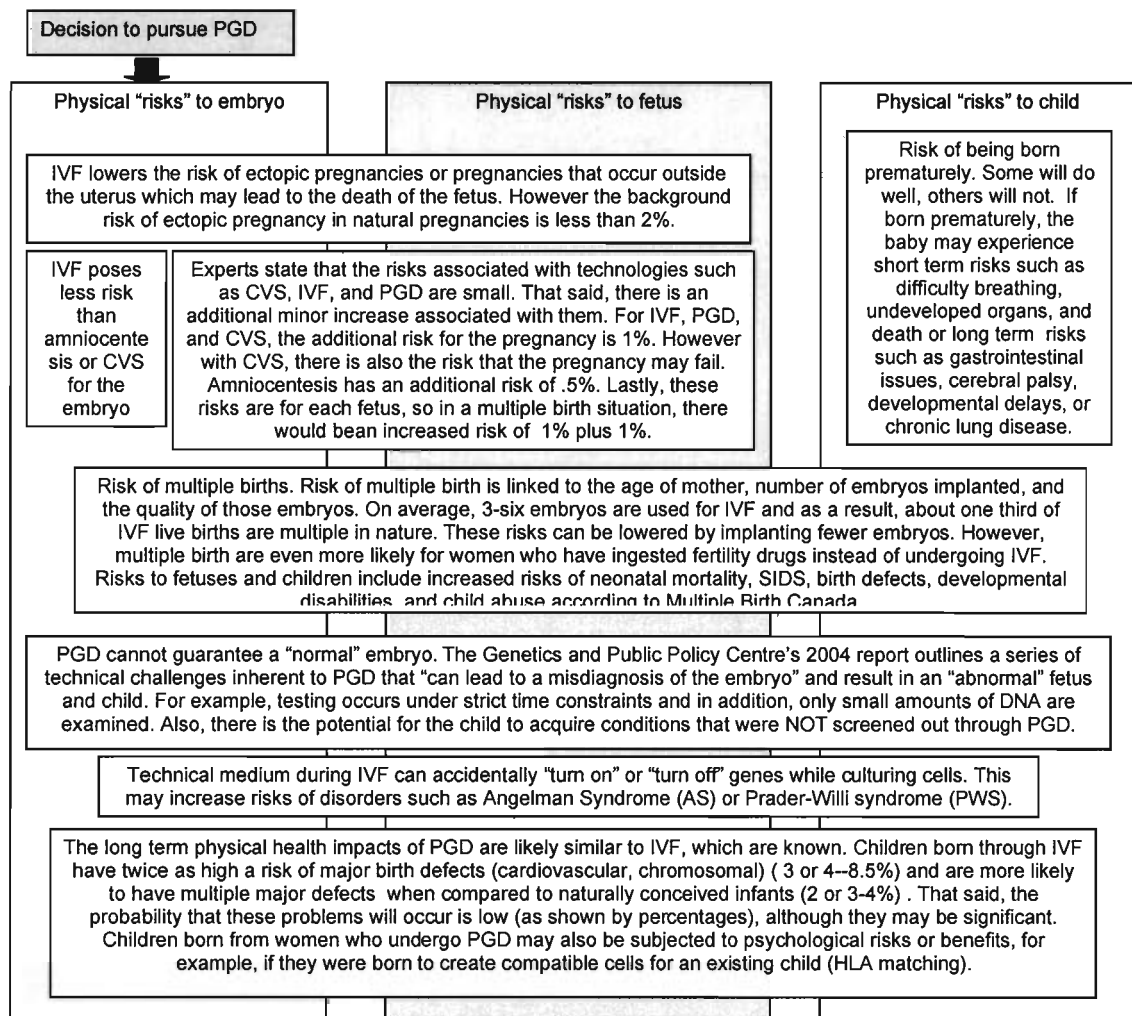 Decision to pursue PGD
Physical “risks” to embryo
Physical “risks” to fetus
Physical “risks” to child
IVF lowers the risk of ectopic pregnancies or pregnancies that occur outside
the uterus which may lead to the death of the fetus. However the background
risk of ectopic pregnancy in natural pregnancies is less than 2%.
IVF poses
less risk
than
amniocente
sis or CVS
for the
embryo
Experts state that the risks associated with technologies such
as CVS, IVF, and PGD are small. That said, there is an
additional minor increase associated with them. For IVF, PGD,
and CVS, the additional risk for the pregnancy is 1%. However
with CVS, there is also the risk that the pregnancy may fail.
Amniocentesis has an additional risk of .5%. Lastly, these
risks are for each fetus, so in a multiple birth situation, there
would bean increased risk of 1% plus 1%.
Risk of being born
prematurely. Some will do
well, others will not. If
born prematurely, the
baby may experience
short term risks such as
difficulty breathing,
undeveloped organs, and
death or long term risks
such as gastrointestinal
issues, cerebral palsy,
developmental delays, or
chronic lung disease.
Risk of multiple births. Risk of multiple birth is linked to the age of mother, number of embryos implanted, and
the quality of those embryos. On average, 3-six embryos are used for IVF and as a result, about one third of
IVF live births are multiple in nature. These risks can be lowered by implanting fewer embryos. However,
multiple birth are even more likely for women who have ingested fertility drugs instead of undergoing IVF.
Risks to fetuses and children include increased risks of neonatal mortality, SIDS, birth defects, developmental
disabilities and child abuse according to Multiple Birth Canada
PGD cannot guarantee a “normal” embryo. The Genetics and Public Policy Centre’s 2004 report outlines a series of
technical challenges inherent to PGD that “can lead to a misdiagnosis of the embryo” and result in an “abnormal” fetus
and child. For example, testing occurs under strict time constraints and in addition, only small amounts of DNA are
examined. Also, there is the potential for the child to acquire conditions that were NOT screened out through PGD.
Technical medium during IVF can accidentally “turn on” or “turn off” genes while culturing cells. This
may increase risks of disorders such as Angelman Syndrome (AS) or Prader-Willi syndrome (PWS).
The long term physical health impacts of PGD are likely similar to IVF, which are known. Children born through IVF
have twice as high a risk of major birth defects (cardiovascular, chromosomal) ( 3 or 4--8.5%) and are more likely
to have multiple major defects when compared to naturally conceived infants (2 or 3-4%) . That said, the
probability that these problems will occur is low (as shown by percentages), although they may be significant.
Children born from women who undergo PGD may also be subjected to psychological risks or benefits, for
example, if they were born to create compatible cells for an existing child (HLA matching).